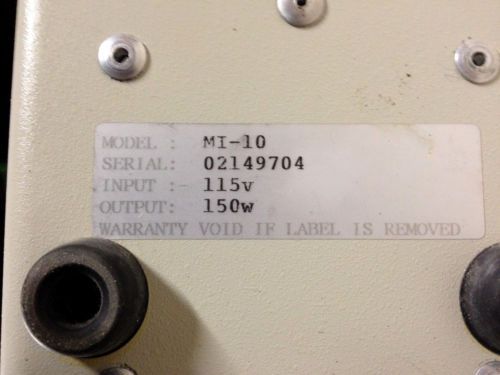 MODEL : MI-10
SERIAL: 02149704
INPUT :- 115v
OUTPUT: 150w
WARRANTY VOID IF LABEL IS REMOVED